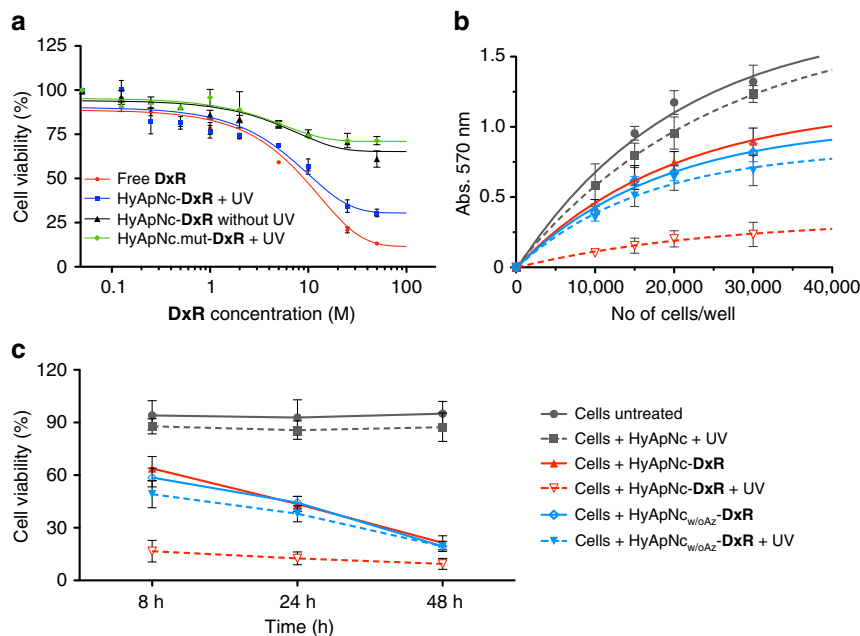 a
Cell viability (%)
125
100
75
50
25
0
Free DxR
HyApNc-DxR + UV
HyApNc-DxR without UV
HyApNc.mut-DxR + UV
0.1 1 10 100
DxR concentration (M)
b
Abs. 570 nm
1.5
1.0
0.5
0
0 10,000 20,000 30,000 40,000
No of cells/well
c
Cell viability (%)
120
90
60
30
0
8 h 24 h 48 h
Time (h)
Cells untreated
Cells + HyApNc + UV
Cells + HyApNc-DxR
Cells + HyApNc-DxR + UV
Cells + HyApNcw/oAz-DxR
Cells + HyApNcw/oAz-DxR + UV